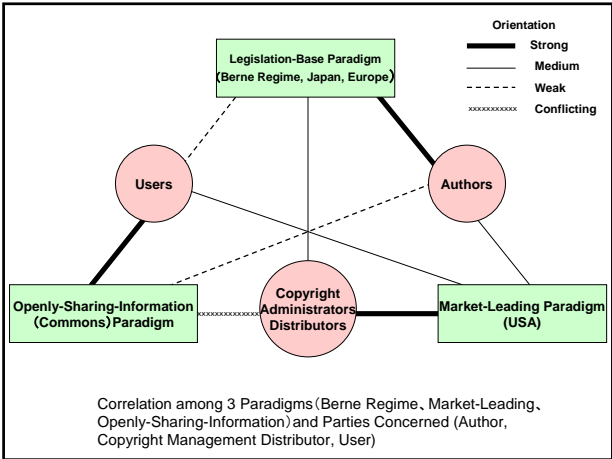 Orientation
Strong
Medium
Weak
Conflicting
Legislation-Base Paradigm
(Berne Regime, Japan, Europe)
Users
Authors
Openly-Sharing-Information
(Commons) Paradigm
Copyright
Administrators
Distributors
Market-Leading Paradigm
(USA)
Correlation among 3 Paradigms（Berne Regime、Market-Leading、
Openly-Sharing-Information）and Parties Concerned (Author,
Copyright Management Distributor, User)